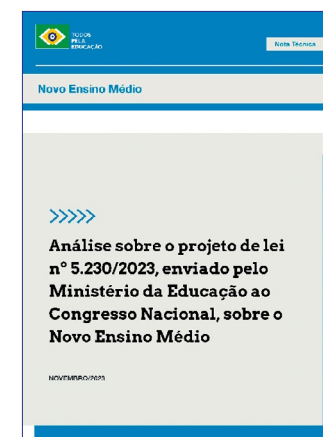 TODOS
PELA
EDUCAÇÃO
Nota Técnica
Novo Ensino Médio
>>>>>
Análise sobre o projeto de lei
nº 5.230/2023, enviado pelo
Ministério da Educação ao
Congresso Nacional, sobre o
Novo Ensino Médio
NOVEMBRO/2023